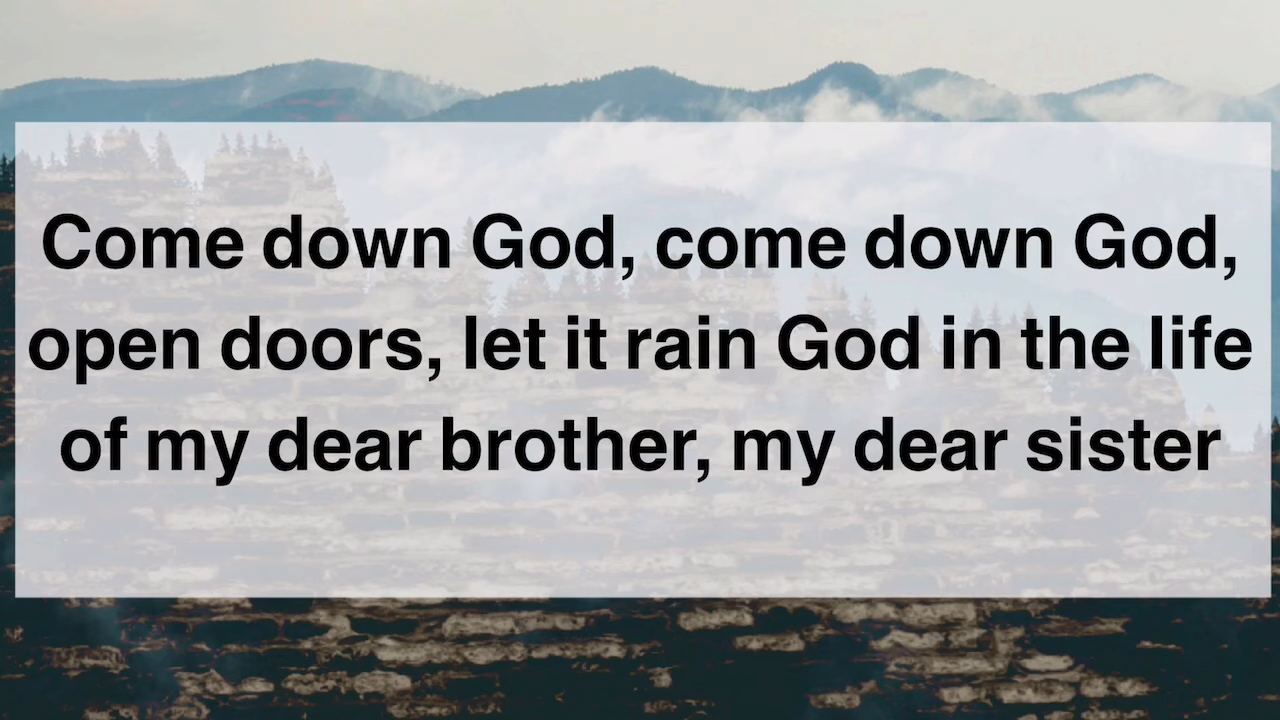 Come down God, come down God,
open doors, let it rain God in the life
of my dear brother, my dear sister